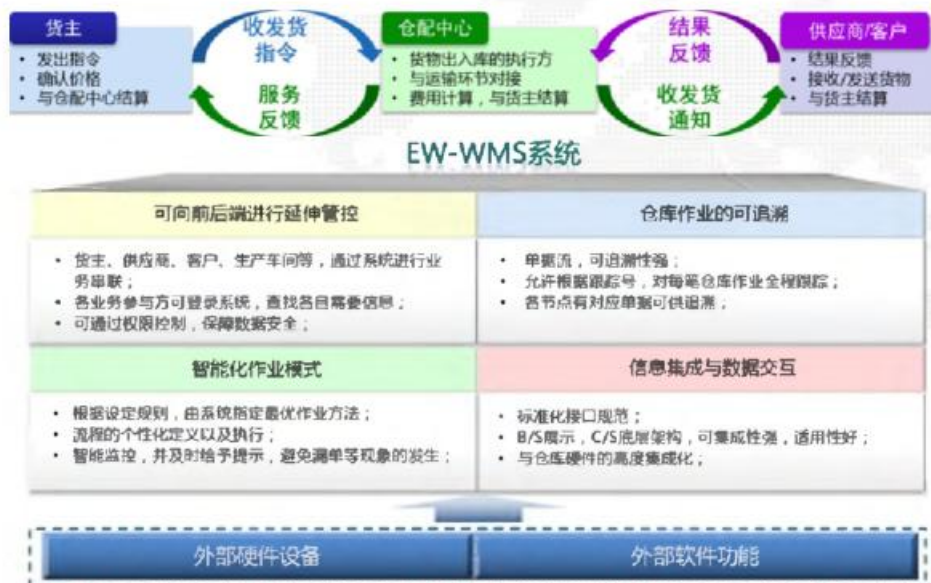 货主
• 发出指令
• 确认价格
• 与仓配中心结算
收发货
指令
服务
反馈
仓配中心
• 货物出入库的执行方
• 与运输环节对接
• 费用计算，与货主结算
结果
反馈
收发货
通知
供应商/客户
• 结果反馈
• 接收/发送货物
• 与货主结算
EW-WMS系统
可向前后端进行延伸管控
• 货主、供应商、客户、生产车间等，通过系统进行业
务串联；
• 各业务参与方可登录系统，查找各自需要信息；
• 可通过权限控制，保障数据安全；
仓库作业的可追溯
• 单据流，可追溯性强；
• 允许根据跟踪号，对每笔仓库作业全程跟踪；
• 各节点有对应单据可供追溯；
智能化作业模式
• 根据设定规则，由系统指定最优作业方法；
• 流程的个性化定义以及执行；
• 智能监控，并及时给予提示，避免漏单等现象的发生；
信息集成与数据交互
• 标准化接口规范；
• B/S展示，C/S底层架构，可集成性强，适用性好；
• 与仓库硬件的高度集成化；
外部硬件设备
外部软件功能